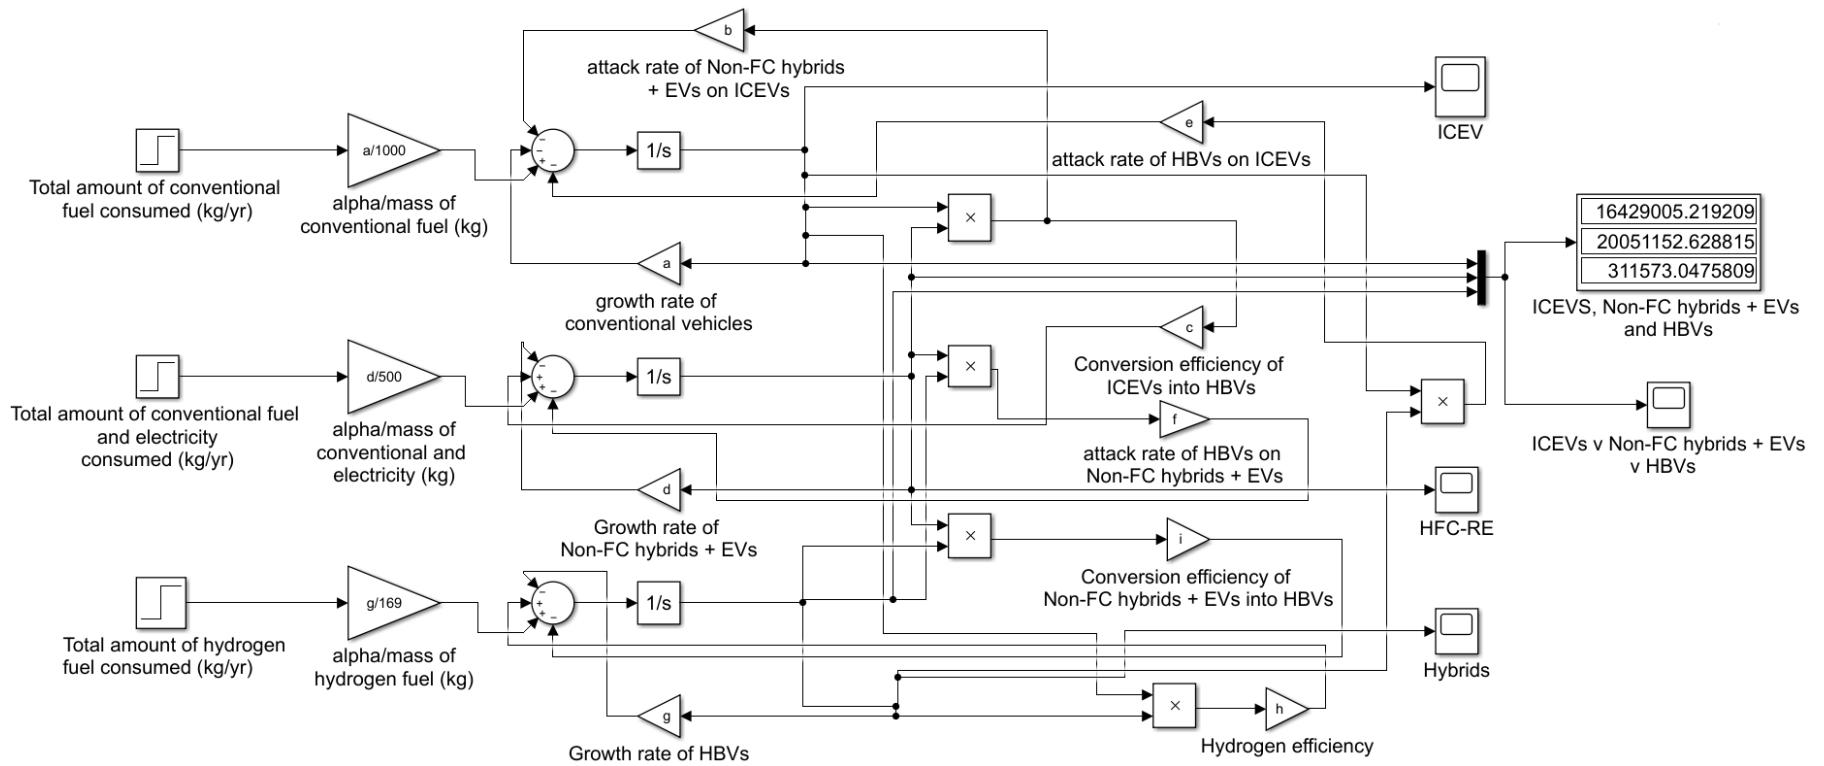 b
attack rate of Non-FC hybrids
+ EVs on ICEVs
ICEV
e
attack rate of HBVs on ICEVs
a/1000
− − + −
1/s
Total amount of conventional
fuel consumed (kg/yr)
alpha/mass of
conventional fuel (kg)
×
16429005.219209
20051152.628815
311573.0475809
ICEVS, Non-FC hybrids + EVs
and HBVs
a
growth rate of
conventional vehicles
c
Conversion efficiency of
ICEVs into HBVs
d/500
− + + −
1/s
×
×
Total amount of conventional fuel
and electricity
consumed (kg/yr)
alpha/mass of
conventional and
electricity (kg)
f
attack rate of HBVs on
Non-FC hybrids + EVs
ICEVs v Non-FC hybrids + EVs
v HBVs
d
Growth rate of
Non-FC hybrids + EVs
HFC-RE
×
i
Conversion efficiency of
Non-FC hybrids + EVs into HBVs
g/169
− + + −
1/s
Total amount of hydrogen
fuel consumed (kg/yr)
alpha/mass of
hydrogen fuel (kg)
Hybrids
g
Growth rate of HBVs
×
h
Hydrogen efficiency